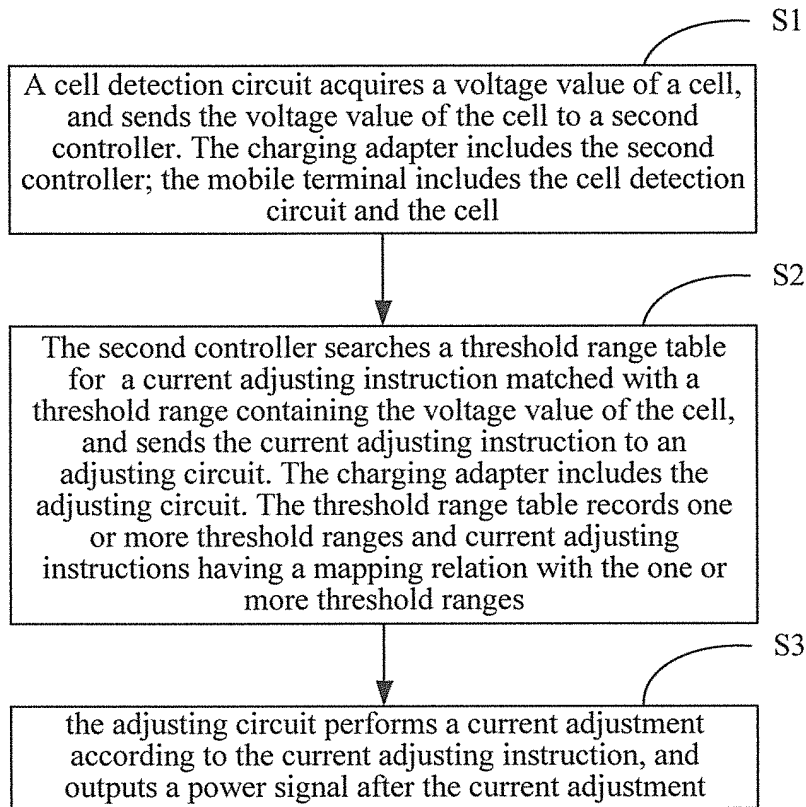 S1
A cell detection circuit acquires a voltage value of a cell,
and sends the voltage value of the cell to a second
controller. The charging adapter includes the second
controller; the mobile terminal includes the cell detection
circuit and the cell
S2
The second controller searches a threshold range table
for a current adjusting instruction matched with a
threshold range containing the voltage value of the cell,
and sends the current adjusting instruction to an
adjusting circuit. The charging adapter includes the
adjusting circuit. The threshold range table records one
or more threshold ranges and current adjusting
instructions having a mapping relation with the one or
more threshold ranges
S3
the adjusting circuit performs a current adjustment
according to the current adjusting instruction, and
outputs a power signal after the current adjustment